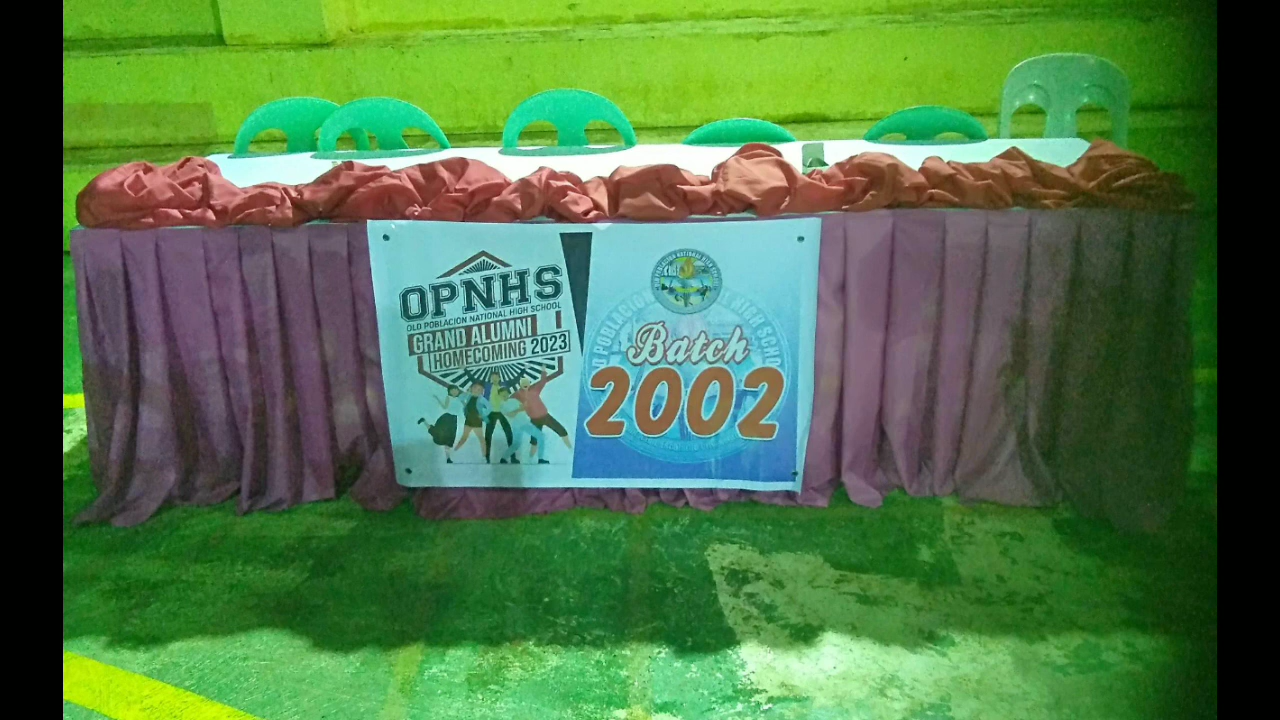 OPNHS
OLD POBLACION NATIONAL HIGH SCHOOL
GRAND ALUMNI
HOMECOMING 2023
Batch
2002